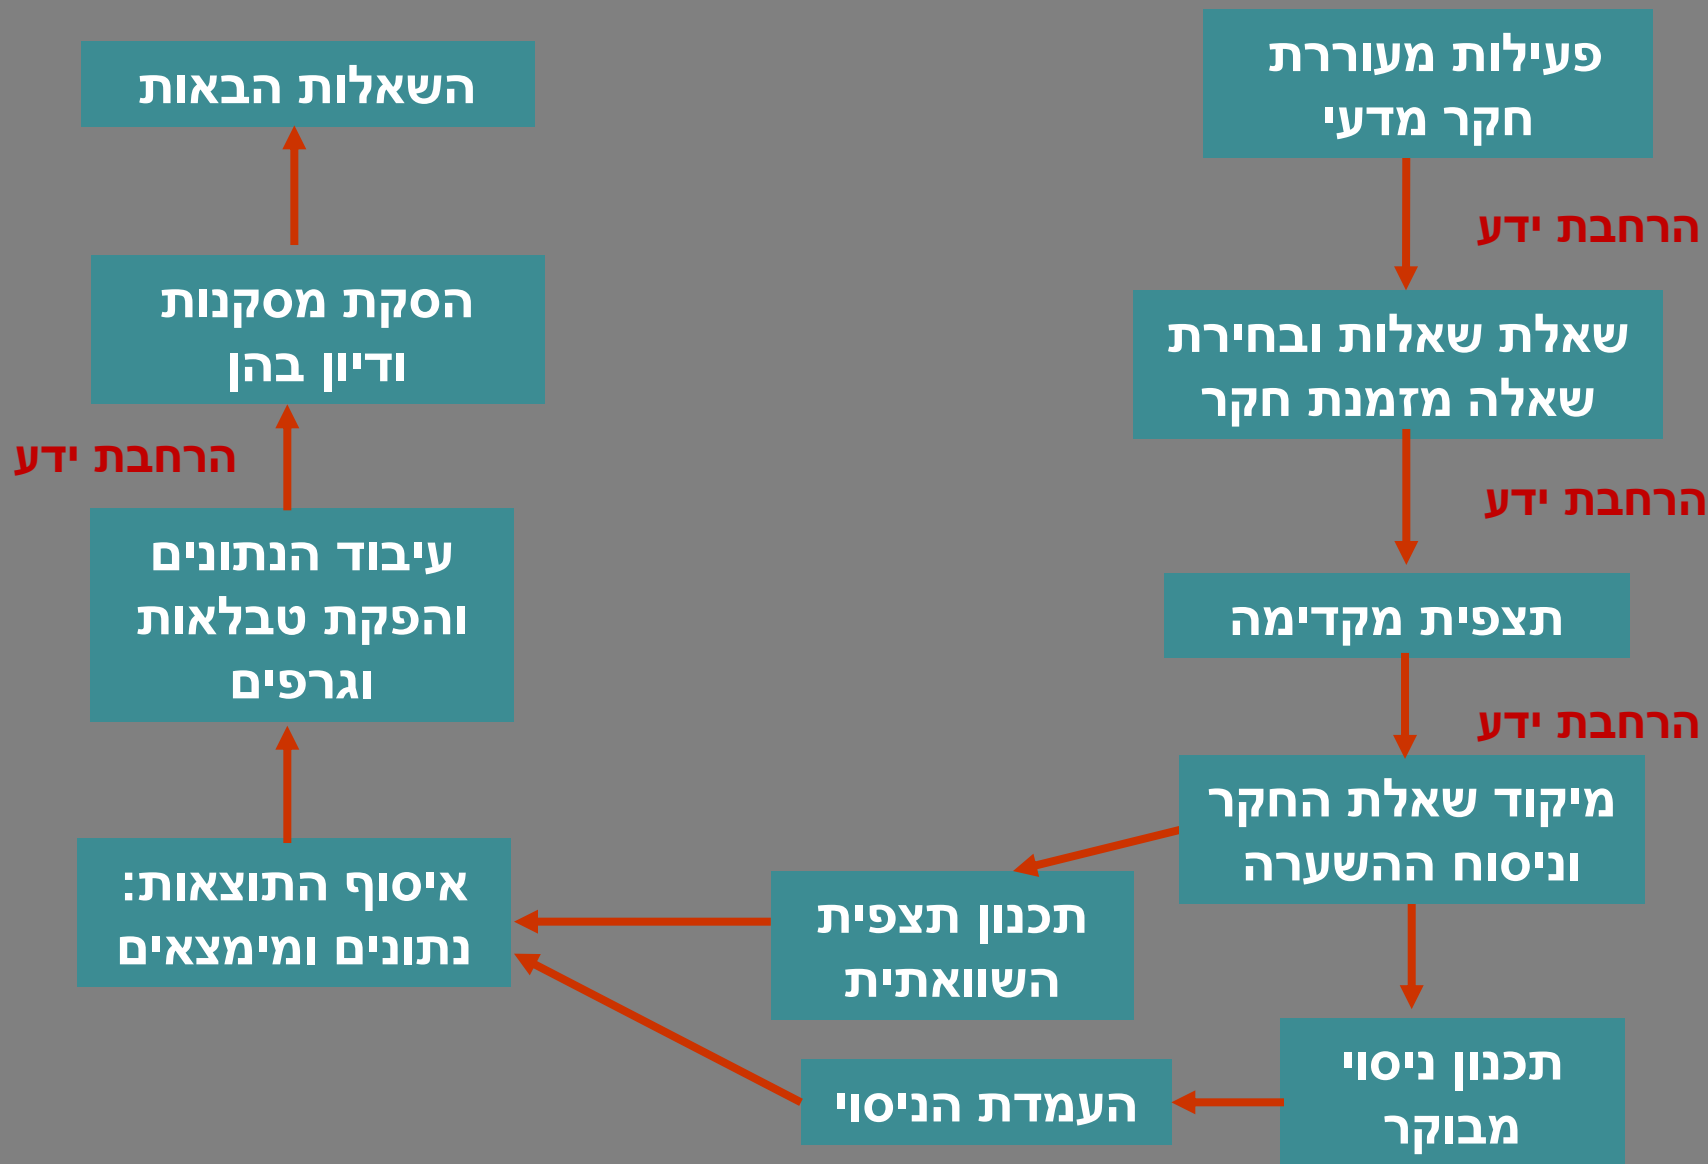 פעילות מעוררת
חקר מדעי
הרחבת ידע
שאלת שאלות ובחירת
שאלה מזמנת חקר
הרחבת ידע
תצפית מקדימה
הרחבת ידע
מיקוד שאלת החקר
וניסוח ההשערה
תכנון תצפית
השוואתית
תכנון ניסוי
מבוקר
העמדת הניסוי
איסוף התוצאות:
נתונים ומימצאים
עיבוד הנתונים
והפקת טבלאות
וגרפים
הרחבת ידע
הסקת מסקנות
ודיון בהן
השאלות הבאות